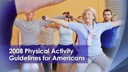 2008 Physical Activity
Guidelines for Americans